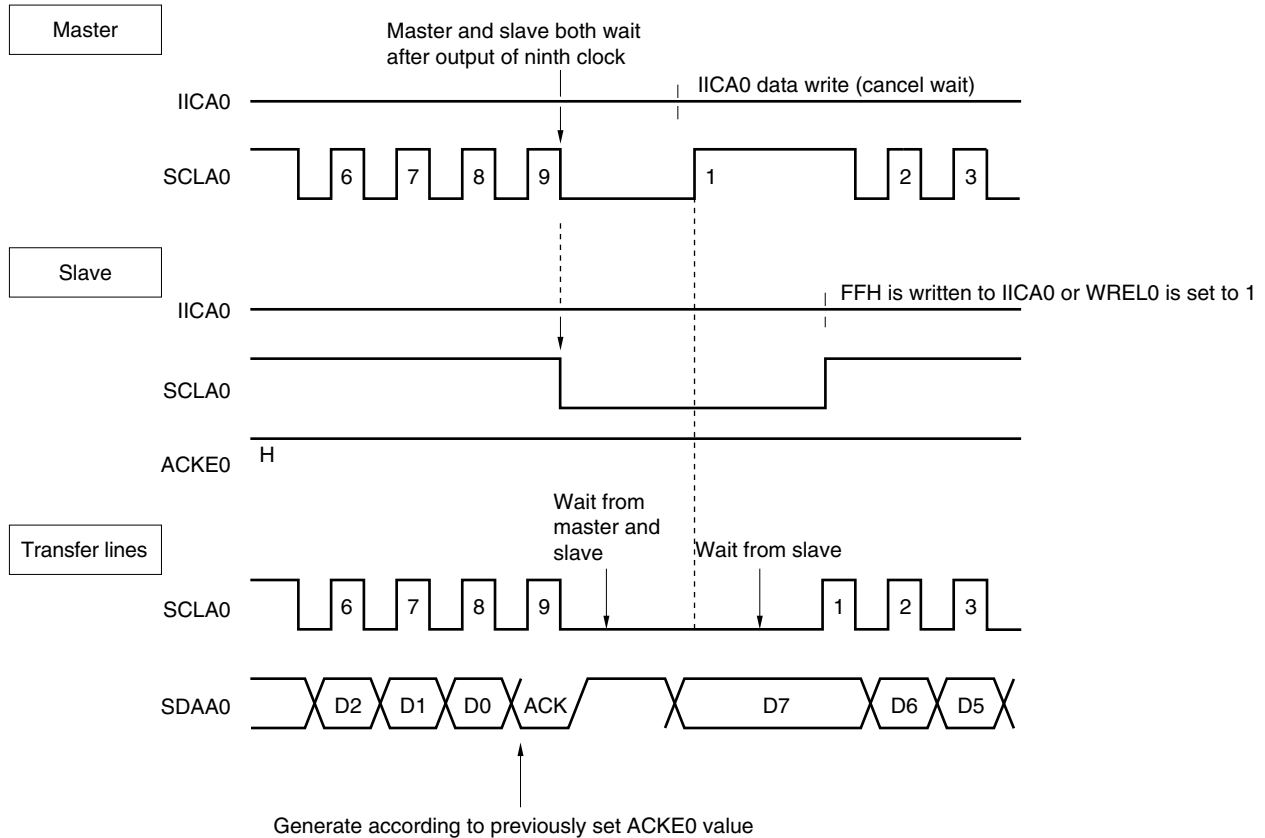 Master
Master and slave both wait
after output of ninth clock
IICA0
IICA0 data write (cancel wait)
SCLA0
6 7 8 9 1 2 3
Slave
IICA0
FFH is written to IICA0 or WREL0 is set to 1
SCLA0
ACKE0
H
Transfer lines
Wait from
master and
slave
Wait from slave
SCLA0
6 7 8 9 1 2 3
SDAA0
D2 D1 D0 ACK D7 D6 D5
Generate according to previously set ACKE0 value